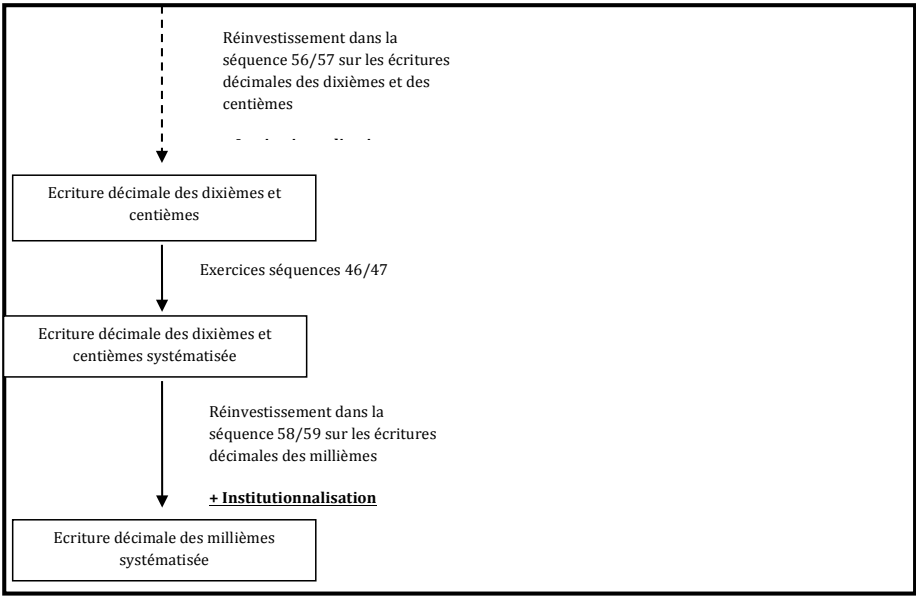 Réinvestissement dans la
séquence 56/57 sur les écritures
décimales des dixièmes et des
centièmes
Ecriture décimale des dixièmes et
centièmes
Exercices séquences 46/47
Ecriture décimale des dixièmes et
centièmes systématisée
Réinvestissement dans la
séquence 58/59 sur les écritures
décimales des millièmes
+ Institutionnalisation
Ecriture décimale des millièmes
systématisée